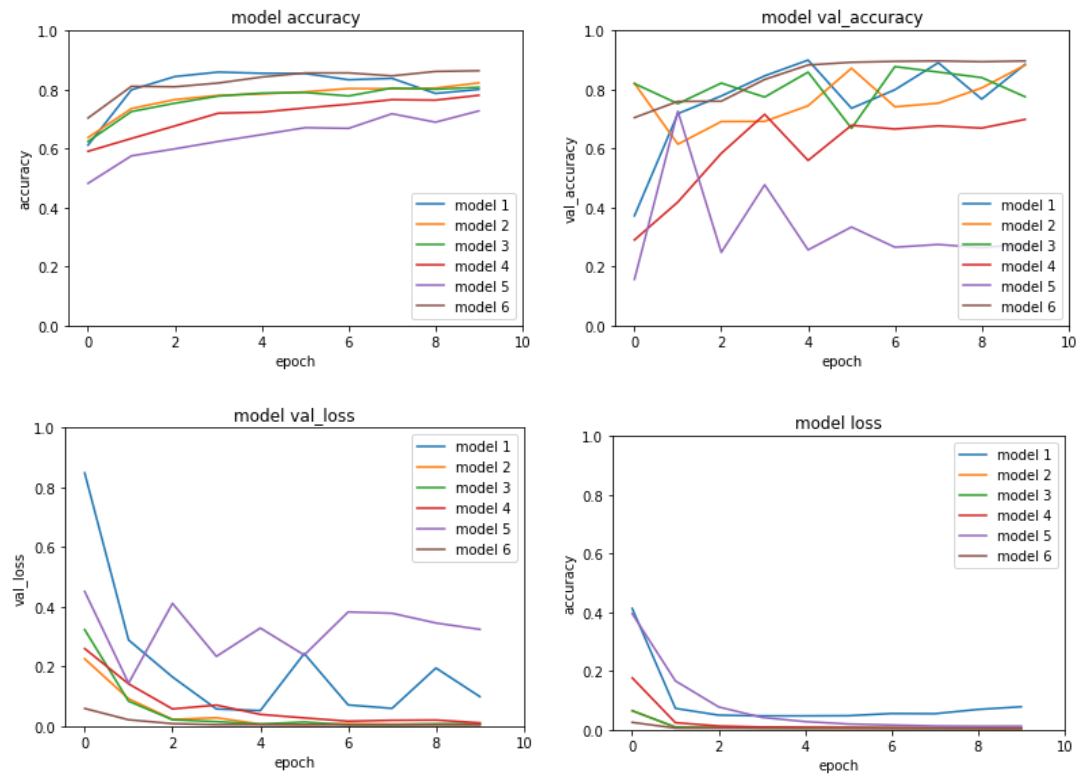 model accuracy
1.0
0.8
0.6
0.4
0.2
0.0
accuracy
0
2
4
6
8
10
epoch
model 1
model 2
model 3
model 4
model 5
model 6
model val_accuracy
1.0
0.8
0.6
0.4
0.2
0.0
val_accuracy
0
2
4
6
8
10
epoch
model 1
model 2
model 3
model 4
model 5
model 6
model val_loss
1.0
0.8
0.6
0.4
0.2
0.0
val_loss
0
2
4
6
8
10
epoch
model 1
model 2
model 3
model 4
model 5
model 6
model loss
1.0
0.8
0.6
0.4
0.2
0.0
accuracy
0
2
4
6
8
10
epoch
model 1
model 2
model 3
model 4
model 5
model 6